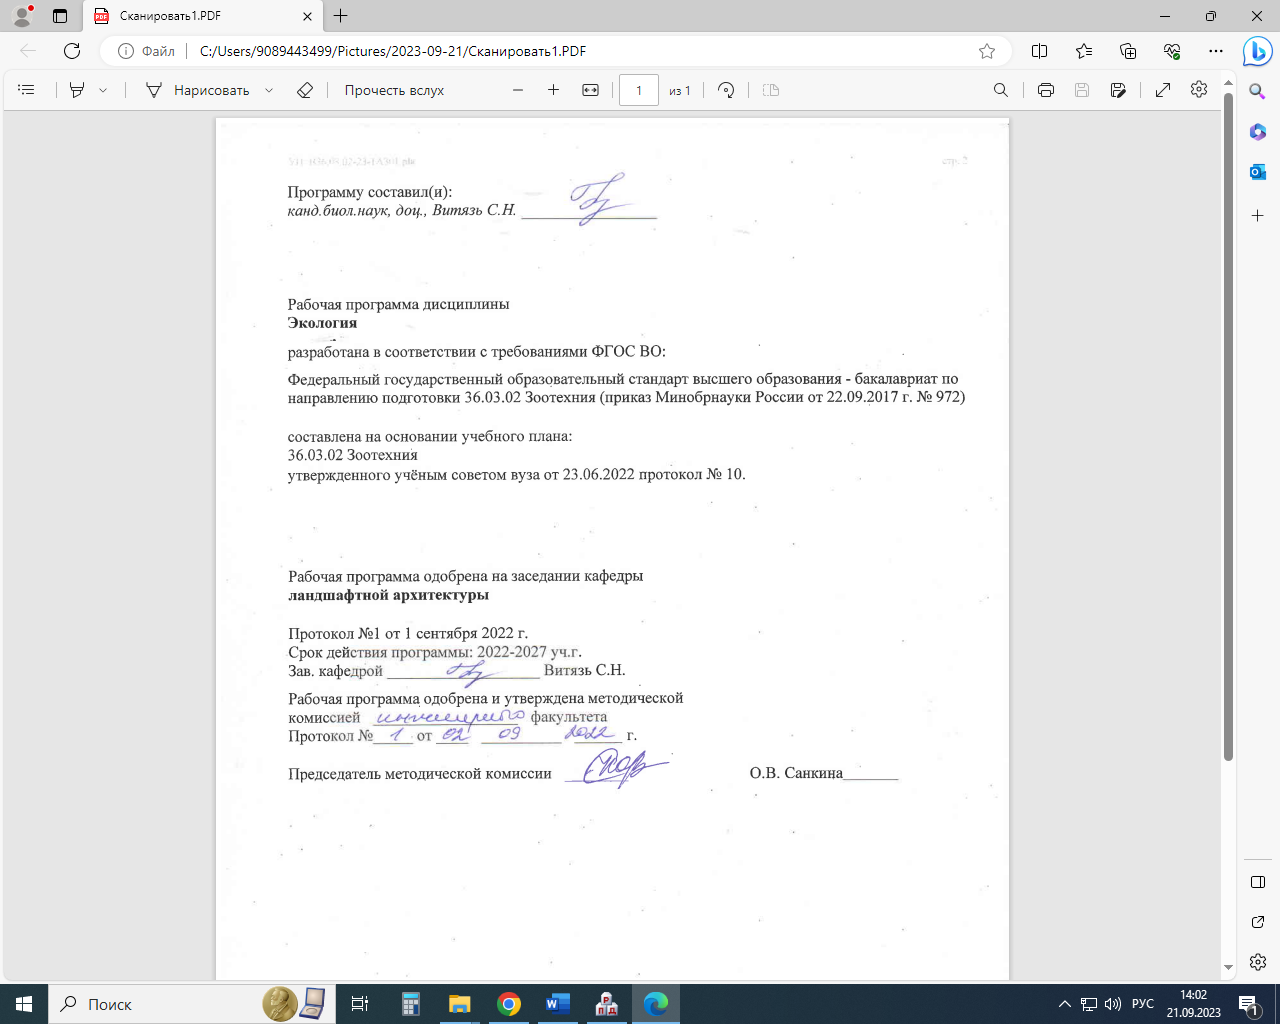 Сканировать1.PDF
Файл
C:/Users/9089443499/Pictures/2023-09-21/Сканировать1.PDF
Нарисовать
Прочесть вслух
1
из 1
стр. 2
Программу составил(и):
канд.биол.наук, доц., Витязь С.Н.
Рабочая программа дисциплины
Экология
разработана в соответствии с требованиями ФГОС ВО:
Федеральный государственный образовательный стандарт высшего образования - бакалавриат по
направлению подготовки 36.03.02 Зоотехния (приказ Минобрнауки России от 22.09.2017 г. № 972)
составлена на основании учебного плана:
36.03.02 Зоотехния
утвержденного учёным советом вуза от 23.06.2022 протокол № 10.
Рабочая программа одобрена на заседании кафедры
ландшафтной архитектуры
Протокол №1 от 1 сентября 2022 г.
Срок действия программы: 2022-2027 уч.г.
Зав. кафедрой Витязь С.Н.
Рабочая программа одобрена и утверждена методической
комиссией факультета
Протокол № 1 от 02 09 2022 г.
Председатель методической комиссии О.В. Санкина
Поиск
РУС
14:02
21.09.2023
1